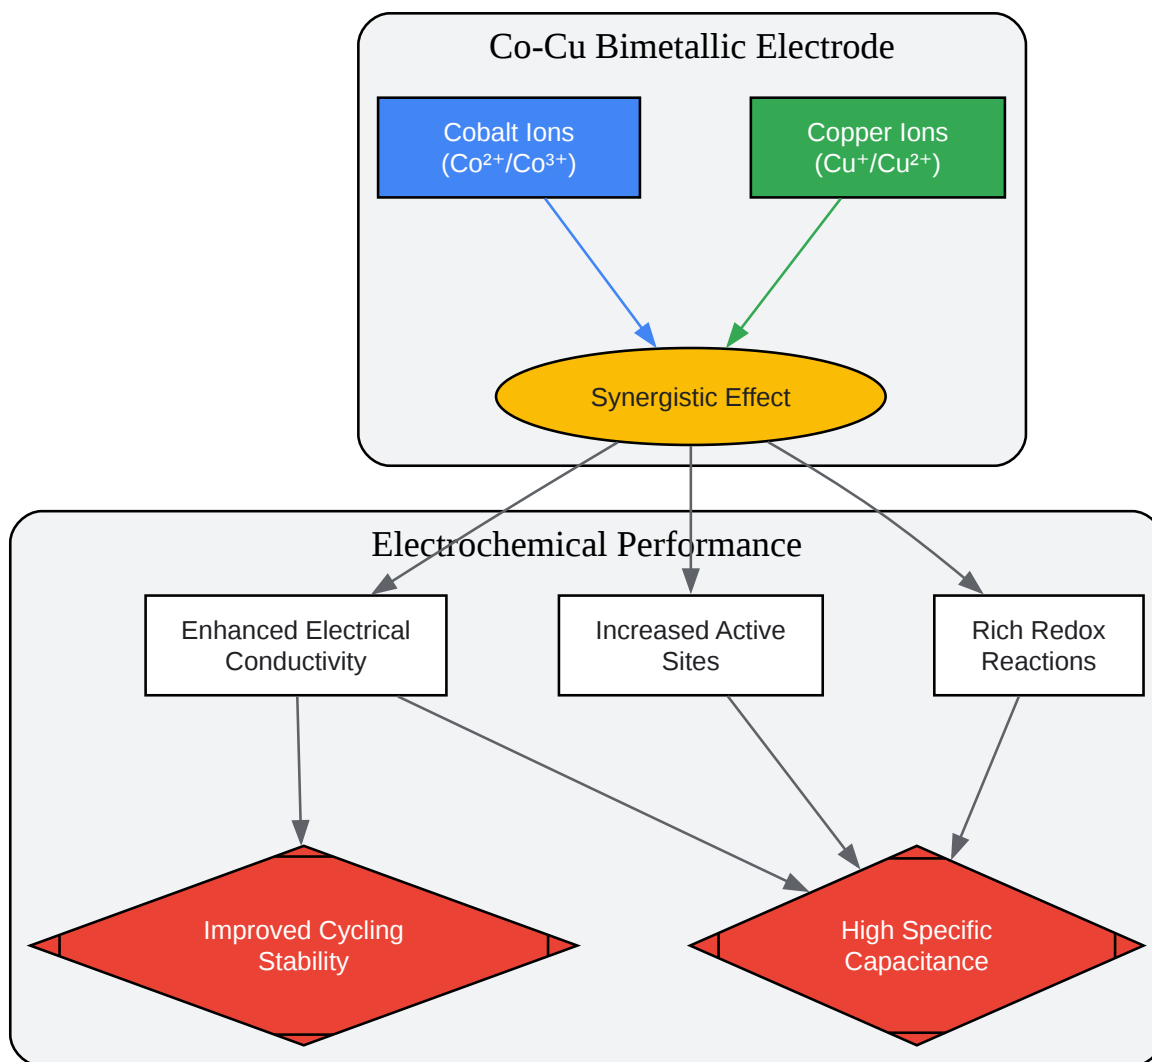 Co-Cu Bimetallic Electrode
Cobalt Ions
(Co²⁺/Co³⁺)
Copper Ions
(Cu⁺/Cu²⁺)
Synergistic Effect
Electrochemical Performance
Enhanced Electrical
Conductivity
Increased Active
Sites
Rich Redox
Reactions
Improved Cycling
Stability
High Specific
Capacitance